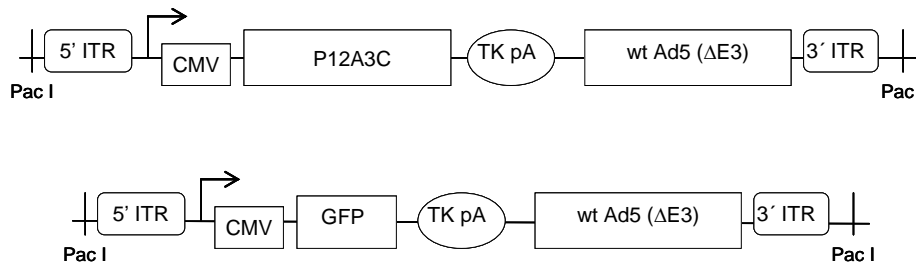 5' ITR CMV P12A3C TK pA wt Ad5 (ΔE3) 3´ ITR
Pac I Pac
5' ITR CMV GFP TK pA wt Ad5 (ΔE3) 3´ ITR
Pac I Pac I